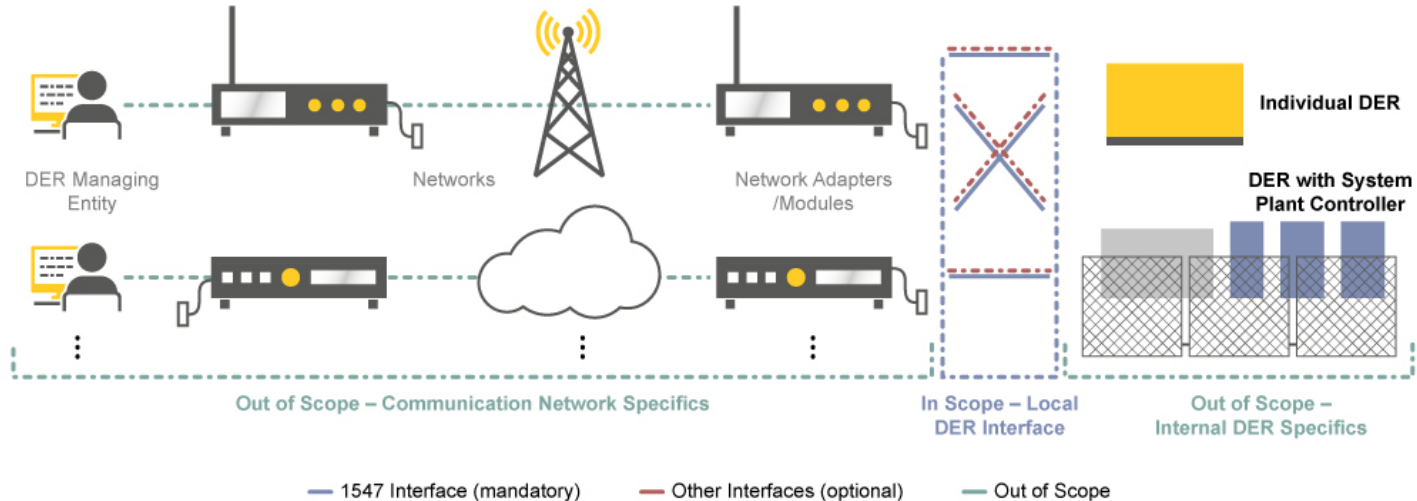 Individual DER
DER Managing
Entity
Networks
Network Adapters
/Modules
DER with System
Plant Controller
Out of Scope – Communication Network Specifics
In Scope – Local
DER Interface
Out of Scope –
Internal DER Specifics
1547 Interface (mandatory)
Other Interfaces (optional)
Out of Scope